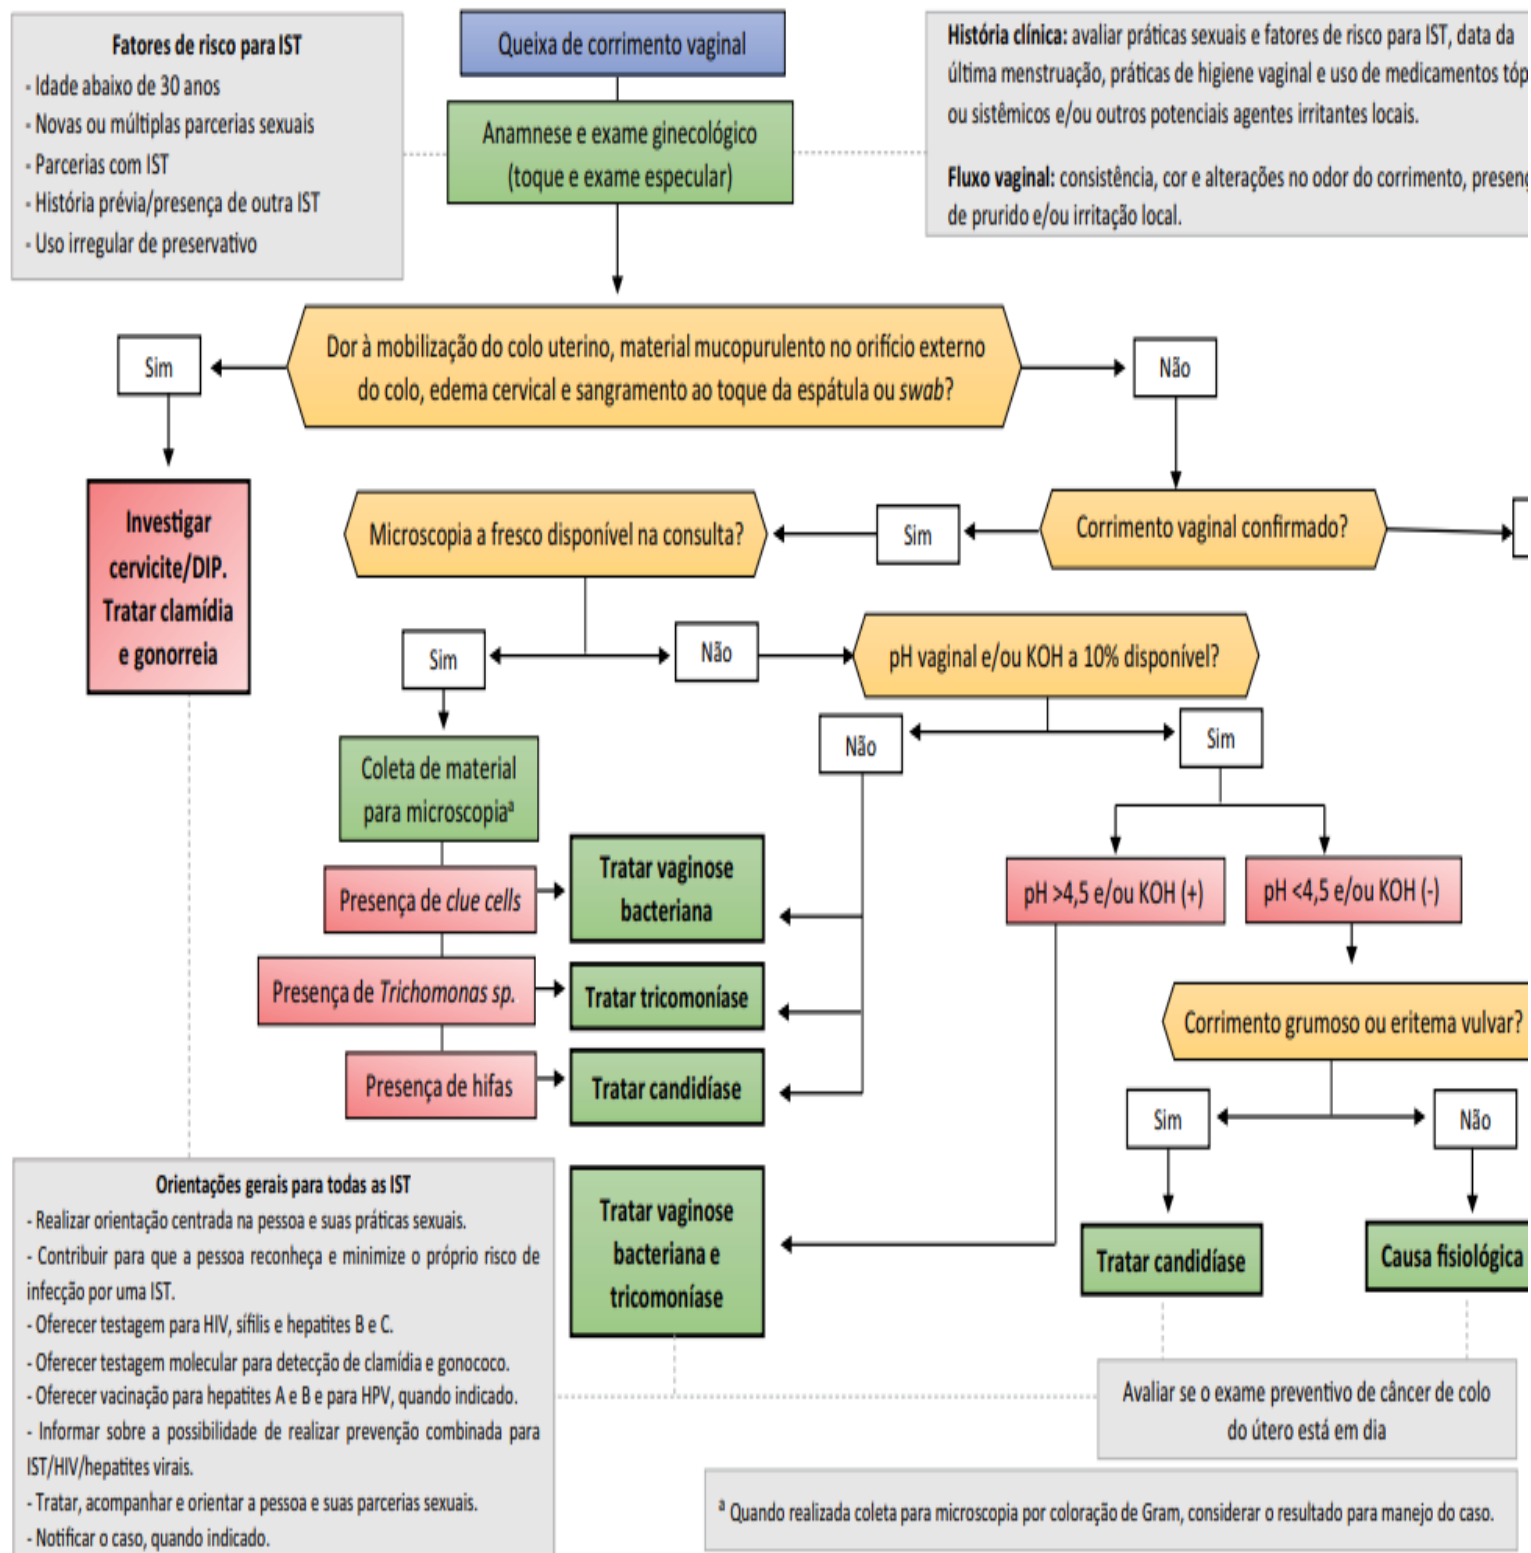 Fatores de risco para IST
- Idade abaixo de 30 anos
- Novas ou múltiplas parcerias sexuais
- Parcerias com IST
- História prévia/presença de outra IST
- Uso irregular de preservativo
Queixa de corrimento vaginal
Anamnese e exame ginecológico
(toque e exame especular)
História clínica: avaliar práticas sexuais e fatores de risco para IST, data da
última menstruação, práticas de higiene vaginal e uso de medicamentos
ou sistêmicos e/ou outros potenciais agentes irritantes locais.
Fluxo vaginal: consistência, cor e alterações no odor do corrimento,
de prurido e/ou irritação local.
Sim
Dor à mobilização do colo uterino, material mucopurulento no orifício externo
do colo, edema cervical e sangramento ao toque da espátula ou swab?
Não
Investigar
cervicite/DIP.
Tratar clamídia
e gonorreia
Microscopia a fresco disponível na consulta?
Sim
Corrimento vaginal confirmado?
Sim
Não
pH vaginal e/ou KOH a 10% disponível?
Não
Sim
Coleta de material
para microscopiaª
Presença de clue cells
Tratar vaginose
bacteriana
pH >4,5 e/ou KOH (+)
pH <4,5 e/ou KOH (-)
Presença de Trichomonas sp.
Tratar tricomoníase
Corrimento grumoso ou eritema vulvar?
Presença de hifas
Tratar candidíase
Sim
Não
Tratar vaginose
bacteriana e
tricomoníase
Tratar candidíase
Causa fisiológica
Orientações gerais para todas as IST
- Realizar orientação centrada na pessoa e suas práticas sexuais.
- Contribuir para que a pessoa reconheça e minimize o próprio risco de
infecção por uma IST.
- Oferecer testagem para HIV, sífilis e hepatites B e C.
- Oferecer testagem molecular para detecção de clamídia e gonococo.
- Oferecer vacinação para hepatites A e B e para HPV, quando indicado.
- Informar sobre a possibilidade de realizar prevenção combinada para
IST/HIV/hepatites virais.
- Tratar, acompanhar e orientar a pessoa e suas parcerias sexuais.
- Notificar o caso, quando indicado.
Avaliar se o exame preventivo de câncer de colo
do útero está em dia
ª Quando realizada coleta para microscopia por coloração de Gram, considerar o resultado para manejo do caso.